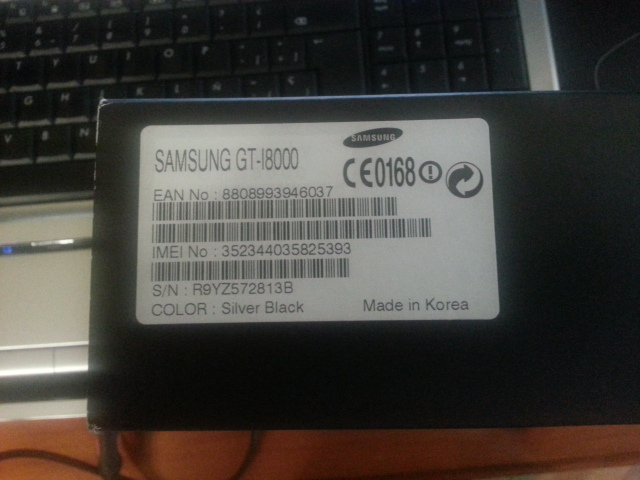 SAMSUNG
SAMSUNG GT-I8000
CE0168
EAN No : 8808993946037
IMEI No : 352344035825393
S/N : R9YZ572813B
COLOR : Silver Black
Made in Korea